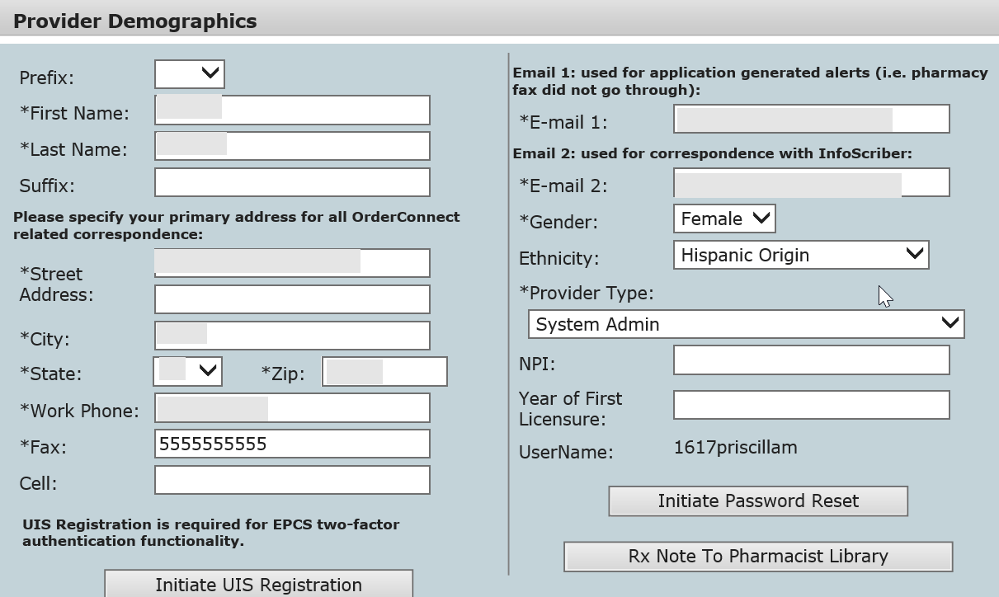 Provider Demographics
Prefix:
*First Name:
*Last Name:
Suffix:
Please specify your primary address for all OrderConnect
related correspondence:
*Street
Address:
*City:
*State:
*Zip:
*Work Phone:
*Fax:
5555555555
Cell:
UIS Registration is required for EPCS two-factor
authentication functionality.
Initiate UIS Registration
Email 1: used for application generated alerts (i.e. pharmacy
fax did not go through):
*E-mail 1:
Email 2: used for correspondence with InfoScriber:
*E-mail 2:
*Gender:
Female
Ethnicity:
Hispanic Origin
*Provider Type:
System Admin
NPI:
Year of First
Licensure:
UserName:
1617priscillam
Initiate Password Reset
Rx Note To Pharmacist Library